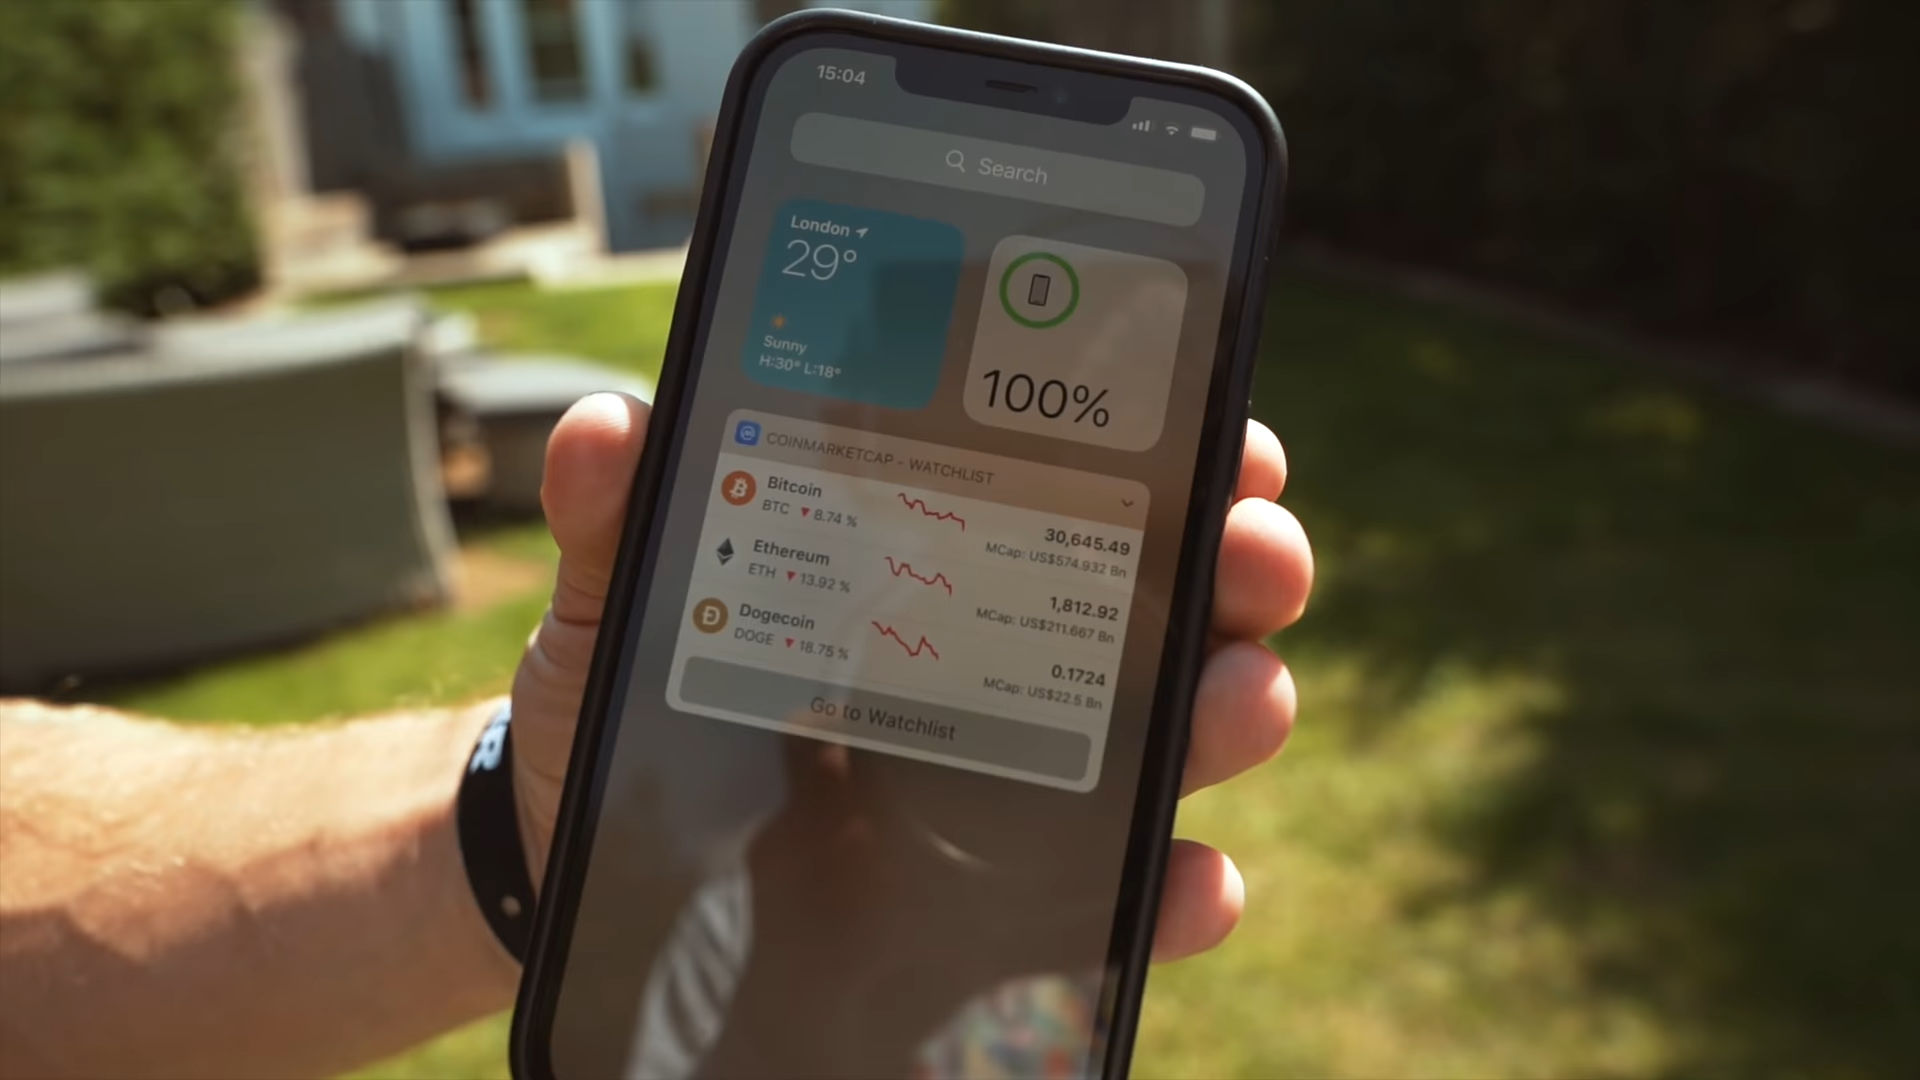 15:04
Search
London
29°
Sunny
H:30° L:18°
100%
COINMARKETCAP - WATCHLIST
Bitcoin
BTC ▼ 8.74 %
30,645.49
MCap: US$574.932 Bn
Ethereum
ETH ▼ 13.92 %
1,812.92
MCap: US$211.667 Bn
Dogecoin
DOGE ▼ 18.75 %
0.1724
MCap: US$22.5 Bn
Go to Watchlist